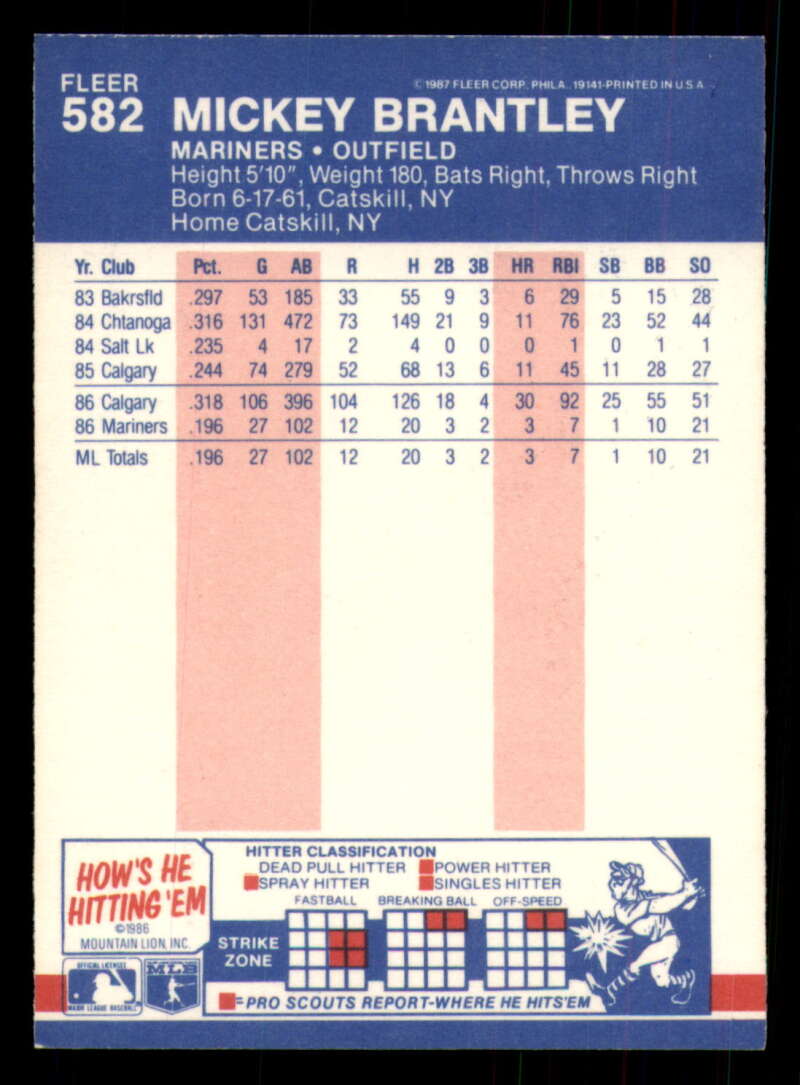 FLEER
©1987 FLEER CORP. PHILA., 19141-PRINTED IN U.S.A.
582 MICKEY BRANTLEY
MARINERS • OUTFIELD
Height 5'10", Weight 180, Bats Right, Throws Right
Born 6-17-61, Catskill, NY
Home Catskill, NY
Yr. Club Pct. G AB R H 2B 3B HR RBI SB BB SO
83 Bakrsfld .297 53 185 33 55 9 3 6 29 5 15 28
84 Chtanoga .316 131 472 73 149 21 9 11 76 23 52 44
84 Salt Lk .235 4 17 2 4 0 0 0 1 0 1 1
85 Calgary .244 74 279 52 68 13 6 11 45 11 28 27
86 Calgary .318 106 396 104 126 18 4 30 92 25 55 51
86 Mariners .196 27 102 12 20 3 2 3 7 1 10 21
ML Totals .196 27 102 12 20 3 2 3 7 1 10 21
HOW'S HE
HITTING 'EM
©1986
MOUNTAIN LION, INC.
HITTER CLASSIFICATION
DEAD PULL HITTER POWER HITTER
SPRAY HITTER SINGLES HITTER
FASTBALL BREAKING BALL OFF-SPEED
STRIKE
ZONE
=PRO SCOUTS REPORT-WHERE HE HITS'EM
OFFICIAL LICENSEE
MAJOR LEAGUE BASEBALL
MLB